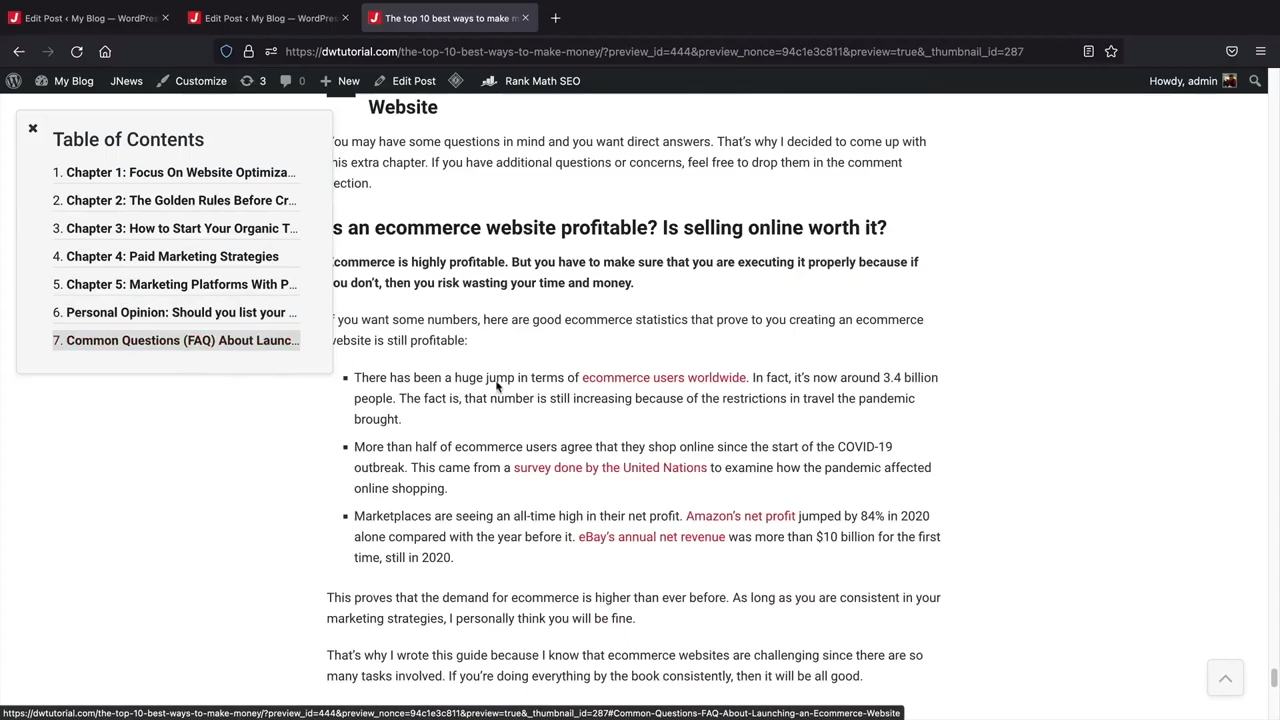 Edit Post ‹ My Blog — WordPres
Edit Post ‹ My Blog — WordPres
The top 10 best ways to make m
https://dwtutorial.com/the-top-10-best-ways-to-make-money/?preview_id=444&preview_nonce=94c1e3c811&preview=true&_thumbnail_id=287
My Blog JNews Customize 3 0 New Edit Post Rank Math SEO Howdy, admin
Website
Table of Contents
1. Chapter 1: Focus On Website Optimiza...
2. Chapter 2: The Golden Rules Before Cr...
3. Chapter 3: How to Start Your Organic T...
4. Chapter 4: Paid Marketing Strategies
5. Chapter 5: Marketing Platforms With P...
6. Personal Opinion: Should you list your ...
7. Common Questions (FAQ) About Launc...
You may have some questions in mind and you want direct answers. That's why I decided to come up with
his extra chapter. If you have additional questions or concerns, feel free to drop them in the comment
ection.
s an ecommerce website profitable? Is selling online worth it?
Ecommerce is highly profitable. But you have to make sure that you are executing it properly because if
ou don't, then you risk wasting your time and money.
f you want some numbers, here are good ecommerce statistics that prove to you creating an ecommerce
website is still profitable:
▪ There has been a huge jump in terms of ecommerce users worldwide. In fact, it's now around 3.4 billion
people. The fact is, that number is still increasing because of the restrictions in travel the pandemic
brought.
▪ More than half of ecommerce users agree that they shop online since the start of the COVID-19
outbreak. This came from a survey done by the United Nations to examine how the pandemic affected
online shopping.
▪ Marketplaces are seeing an all-time high in their net profit. Amazon's net profit jumped by 84% in 2020
alone compared with the year before it. eBay's annual net revenue was more than $10 billion for the first
time, still in 2020.
This proves that the demand for ecommerce is higher than ever before. As long as you are consistent in your
marketing strategies, I personally think you will be fine.
That's why I wrote this guide because I know that ecommerce websites are challenging since there are so
many tasks involved. If you're doing everything by the book consistently, then it will be all good.
https://dwtutorial.com/the-top-10-best-ways-to-make-money/?preview_id=444&preview_nonce=94c1e3c811&preview=true&_thumbnail_id=287#Common-Questions-FAQ-About-Launching-an-Ecommerce-Website